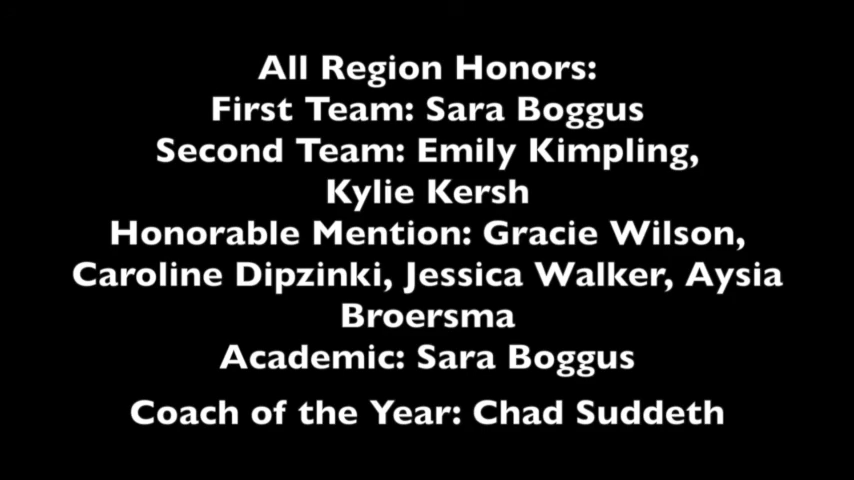 All Region Honors:
First Team: Sara Boggus
Second Team: Emily Kimpling,
Kylie Kersh
Honorable Mention: Gracie Wilson,
Caroline Dipzinki, Jessica Walker, Aysia
Broersma
Academic: Sara Boggus
Coach of the Year: Chad Suddeth